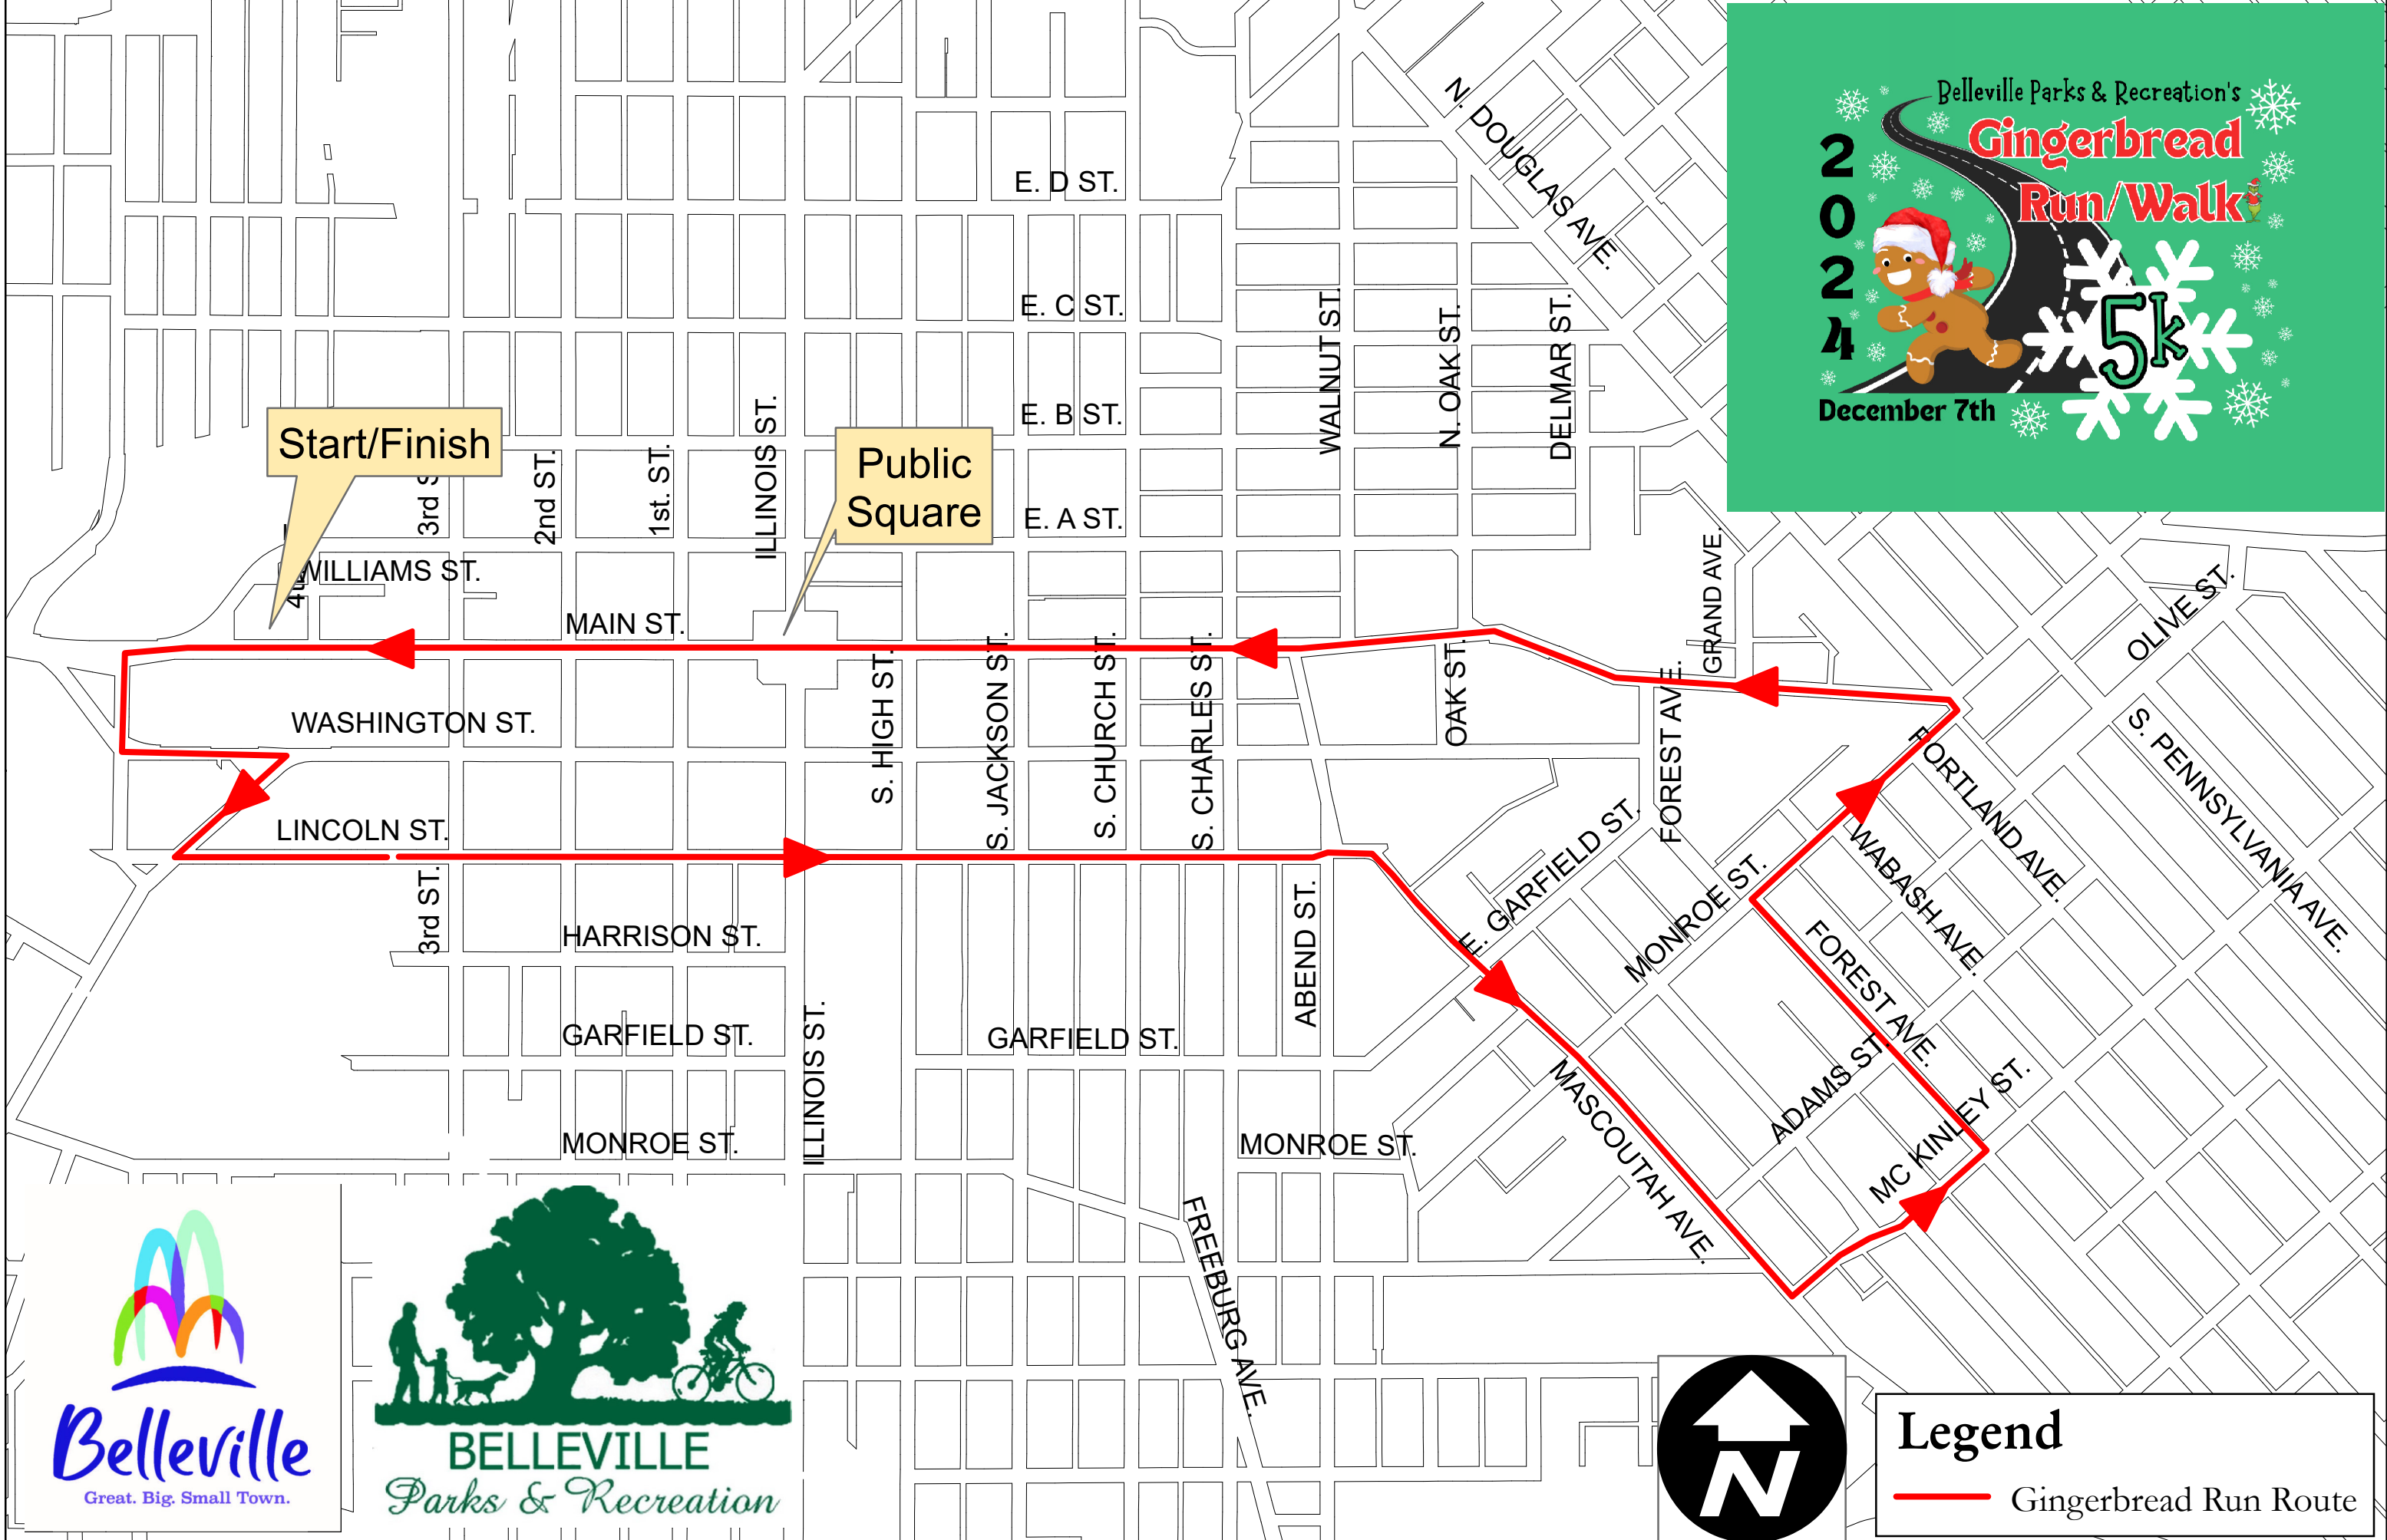 Belleville Parks & Recreation's
Gingerbread
Run/Walk
2024
5k
December 7th
N. DOUGLAS AVE.
E. D ST.
E. C ST.
E. B ST.
E. A ST.
WALNUT ST.
N. OAK ST.
DELMAR ST.
Start/Finish
Public
Square
2nd ST.
1st. ST.
ILLINOIS ST.
3rd
WILLIAMS ST.
MAIN ST.
GRAND AVE.
OLIVE ST.
WASHINGTON ST.
S. HIGH ST.
S. JACKSON ST.
S. CHURCH ST.
S. CHARLES ST.
OAK ST.
FOREST AVE.
PORTLAND AVE.
S. PENNSYLVANIA AVE.
LINCOLN ST.
E. GARFIELD ST.
MONROE ST.
WABASH AVE.
3rd ST.
HARRISON ST.
ABEND ST.
FOREST AVE.
GARFIELD ST.
ILLINOIS ST.
GARFIELD ST.
ADAMS ST.
MC KINLEY ST.
MASCOUTAH AVE.
MONROE ST.
MONROE ST.
FREEBURG AVE.
Belleville
Great. Big. Small Town.
BELLEVILLE
Parks & Recreation
N
Legend
Gingerbread Run Route